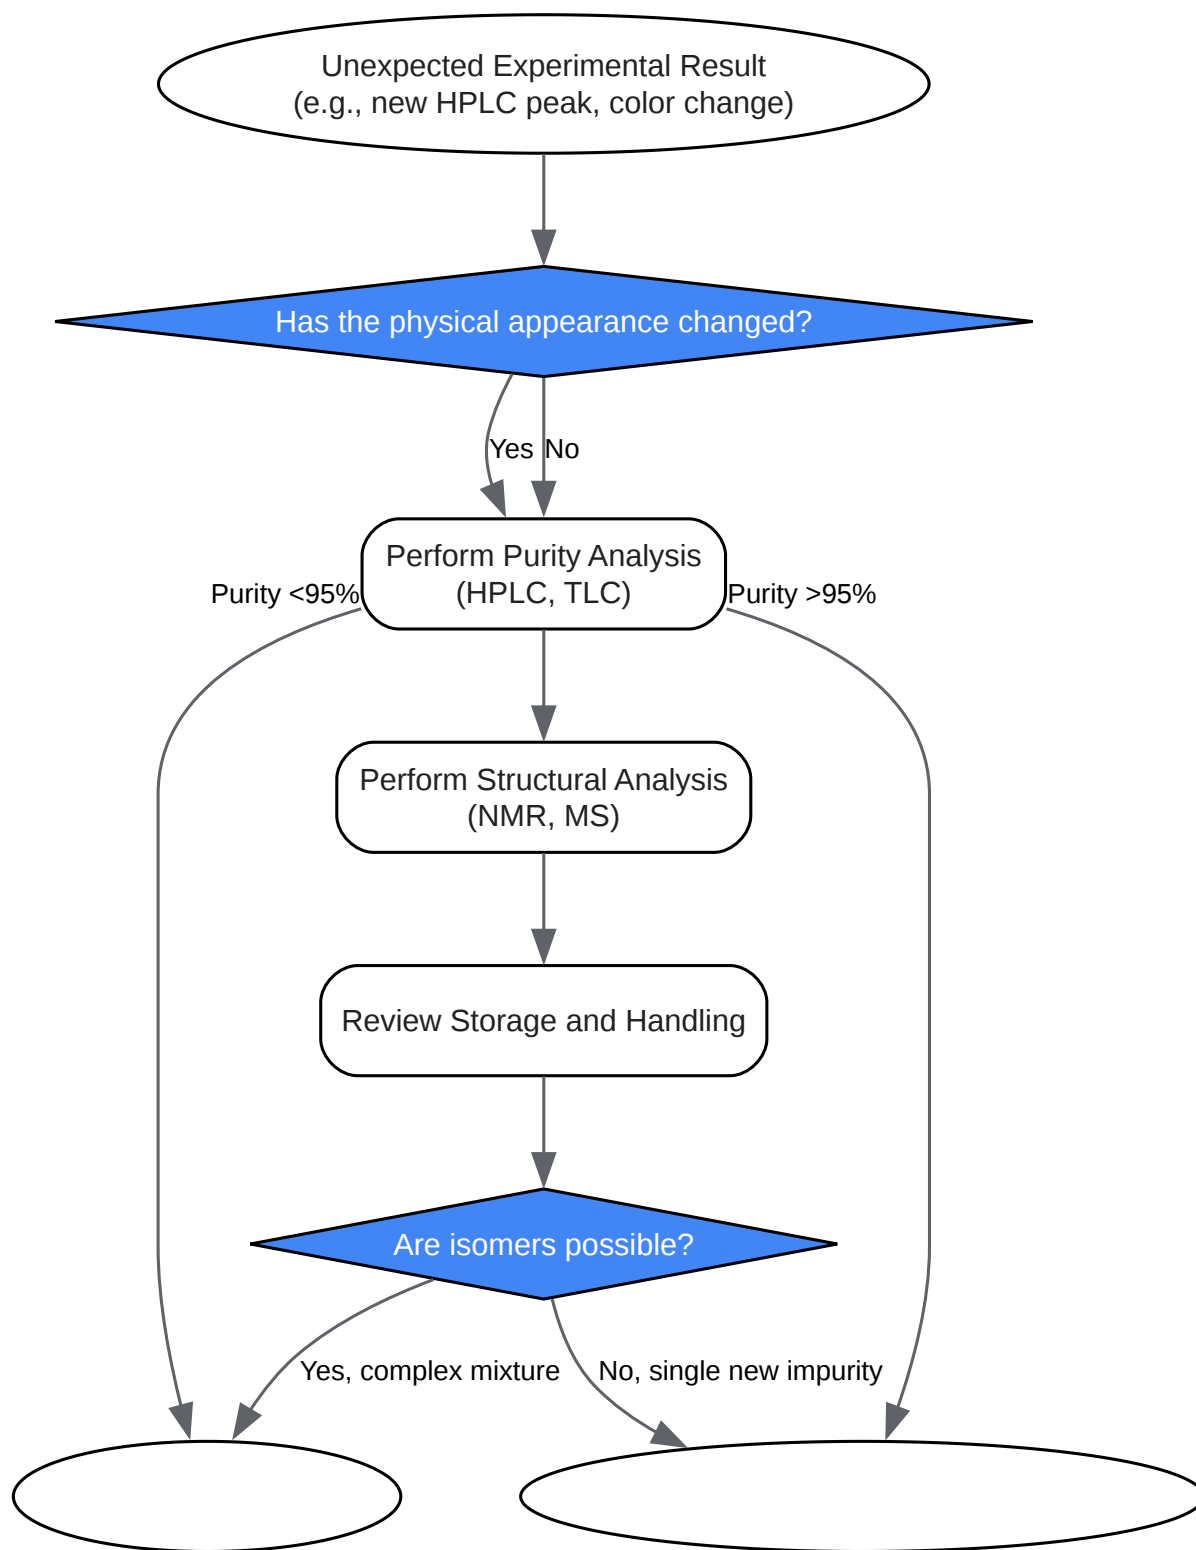 Unexpected Experimental Result
(e.g., new HPLC peak, color change)
Has the physical appearance changed?
Yes
No
Perform Purity Analysis
(HPLC, TLC)
Purity <95%
Purity >95%
Perform Structural Analysis
(NMR, MS)
Review Storage and Handling
Are isomers possible?
Yes, complex mixture
No, single new impurity